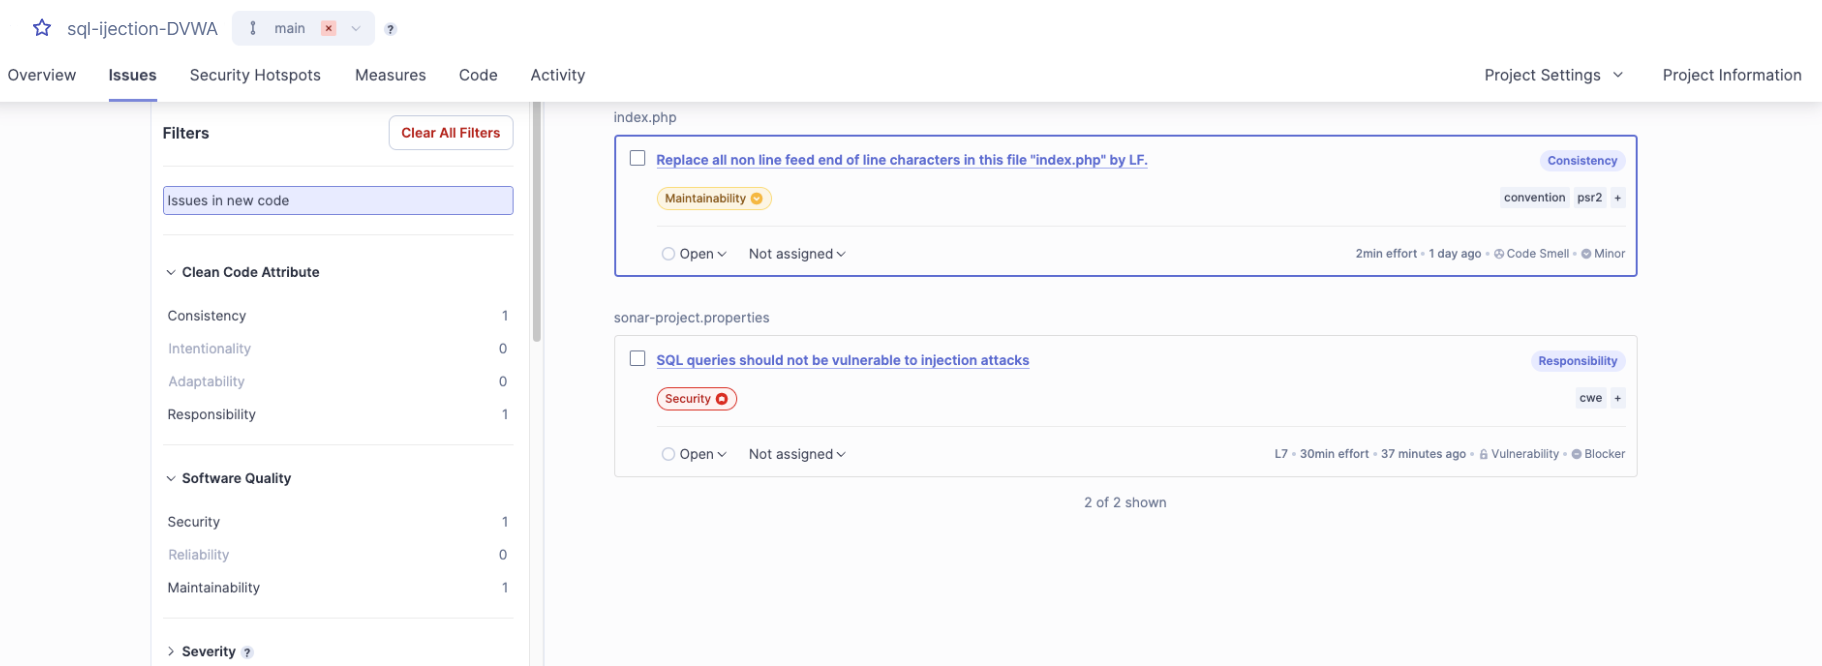 sql-ijection-DVWA main ?
Overview Issues Security Hotspots Measures Code Activity Project Settings Project Information
Filters Clear All Filters
Issues in new code
Clean Code Attribute
Consistency 1
Intentionality 0
Adaptability 0
Responsibility 1
Software Quality
Security 1
Reliability 0
Maintainability 1
Severity ?
index.php
Replace all non line feed end of line characters in this file "index.php" by LF. Consistency
Maintainability convention psr2 +
Open Not assigned 2min effort • 1 day ago • Code Smell • Minor
sonar-project.properties
SQL queries should not be vulnerable to injection attacks Responsibility
Security cwe +
Open Not assigned L7 • 30min effort • 37 minutes ago • Vulnerability • Blocker
2 of 2 shown